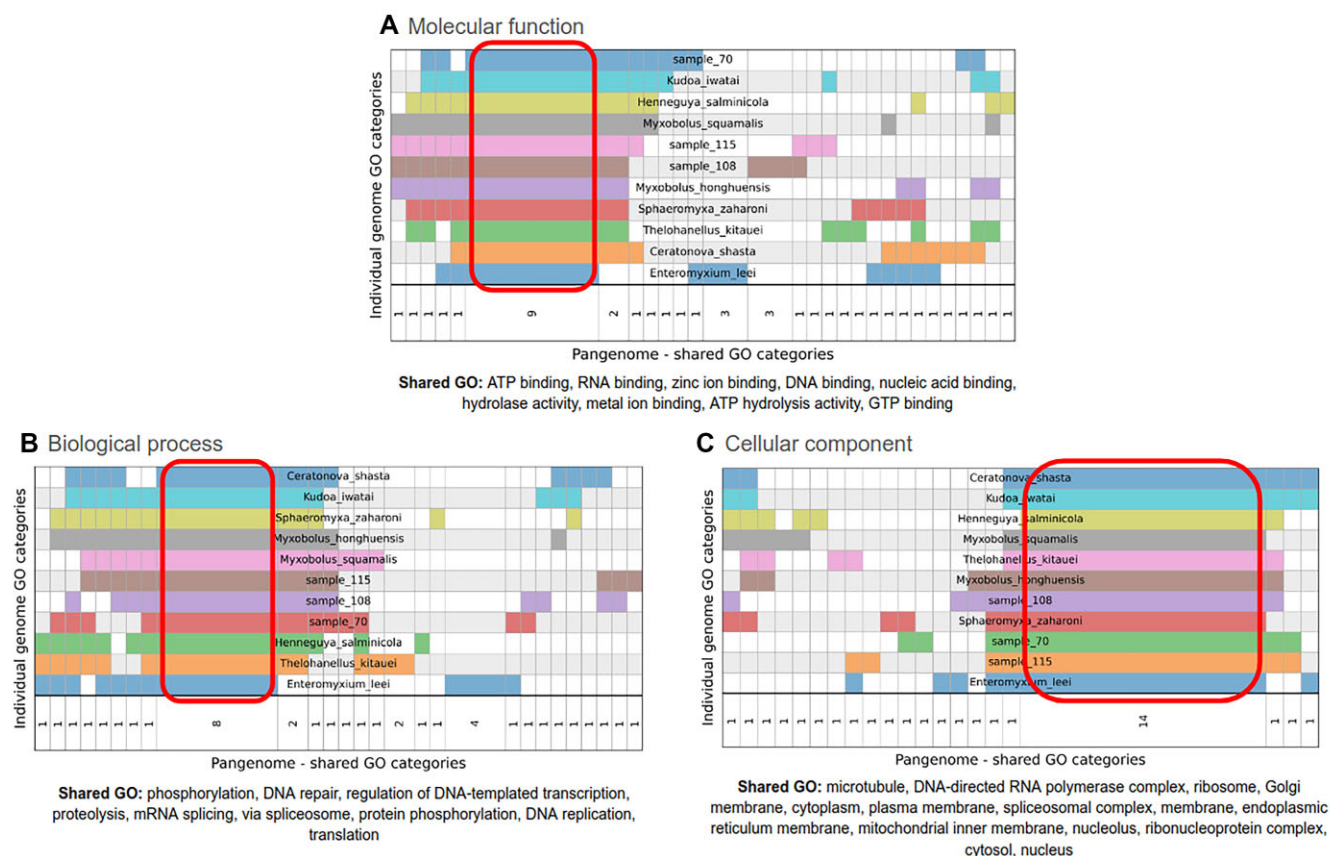 A Molecular function
Individual genome GO categories
sample_70
Kudoa_iwatai
Henneguya_salminicola
Myxobolus_squamalis
sample_115
sample_108
Myxobolus_honghuensis
Sphaeromyxa_zaharoni
Thelohanellus_kitauei
Ceratonova_shasta
Enteromyxium_leei
1 1 1 1 1 9 2 1 1 1 1 1 3 3 1 1 1 1 1 1 1 1 1 1 1 1 1 1 1
Pangenome - shared GO categories
Shared GO: ATP binding, RNA binding, zinc ion binding, DNA binding, nucleic acid binding,
hydrolase activity, metal ion binding, ATP hydrolysis activity, GTP binding
B Biological process
Individual genome GO categories
Ceratonova_shasta
Kudoa_iwatai
Sphaeromyxa_zaharoni
Myxobolus_honghuensis
Myxobolus_squamalis
sample_115
sample_108
sample_70
Henneguya_salminicola
Thelohanellus_kitauei
Enteromyxium_leei
1 1 1 1 1 1 1 1 8 2 1 1 1 1 1 2 1 1 4 1 1 1 1 1 1 1 1 1
Pangenome - shared GO categories
Shared GO: phosphorylation, DNA repair, regulation of DNA-templated transcription,
proteolysis, mRNA splicing, via spliceosome, protein phosphorylation, DNA replication,
translation
C Cellular component
Individual genome GO categories
Ceratonova_shasta
Kudoa_iwatai
Henneguya_salminicola
Myxobolus_squamalis
Thelohanellus_kitauei
Myxobolus_honghuensis
sample_108
Sphaeromyxa_zaharoni
sample_70
sample_115
Enteromyxium_leei
1 1 1 1 1 1 1 1 1 1 1 1 1 1 1 1 1 14 1 1 1
Pangenome - shared GO categories
Shared GO: microtubule, DNA-directed RNA polymerase complex, ribosome, Golgi
membrane, cytoplasm, plasma membrane, spliceosomal complex, membrane, endoplasmic
reticulum membrane, mitochondrial inner membrane, nucleolus, ribonucleoprotein complex,
cytosol, nucleus